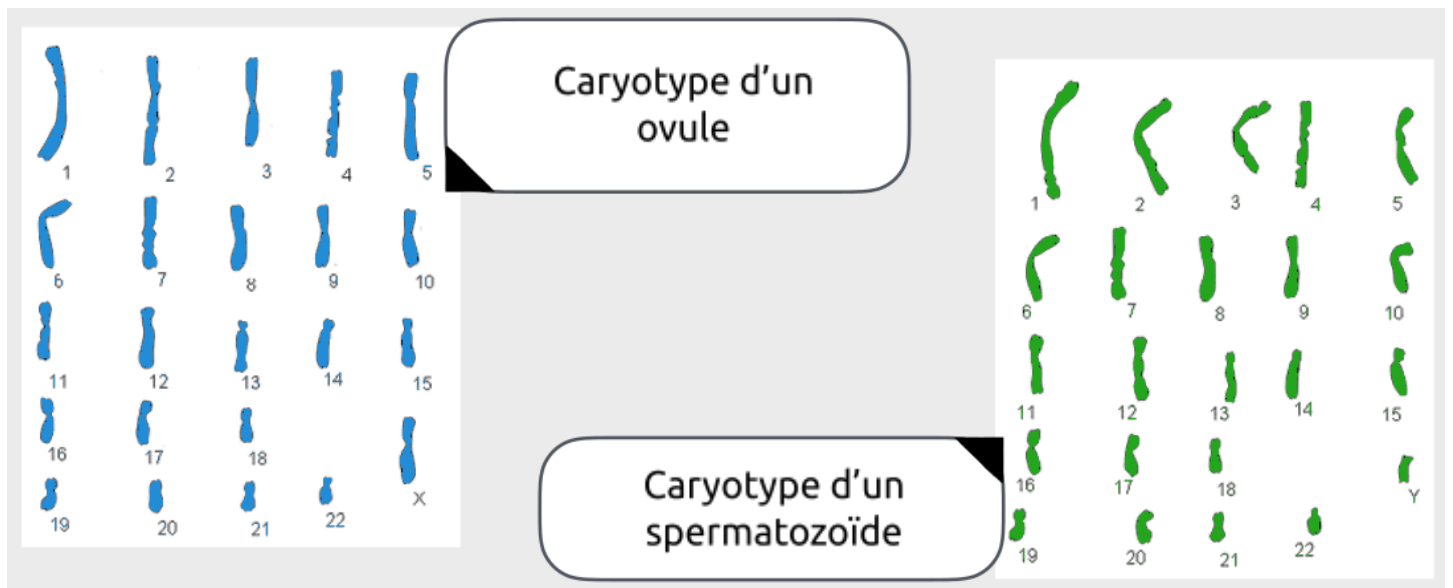 Caryotype d'un
ovule
1 2 3 4 5
6 7 8 9 10
11 12 13 14 15
16 17 18
19 20 21 22 X
Caryotype d'un
spermatozoïde
1 2 3 4 5
6 7 8 9 10
11 12 13 14 15
16 17 18 Y
19 20 21 22